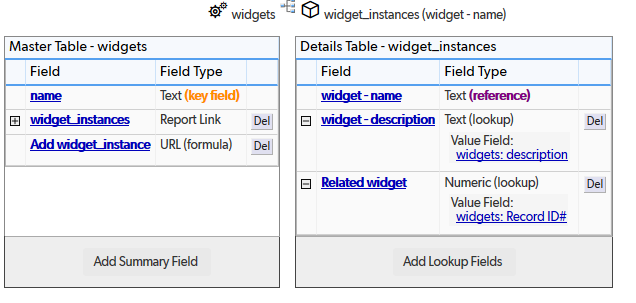 widgets widget_instances (widget - name)
Master Table - widgets
Field Field Type
name Text (key field)
widget_instances Report Link Del
Add widget_instance URL (formula) Del
Add Summary Field
Details Table - widget_instances
Field Field Type
widget - name Text (reference)
widget - description Text (lookup) Del
Value Field:
widgets: description
Related widget Numeric (lookup) Del
Value Field:
widgets: Record ID#
Add Lookup Fields